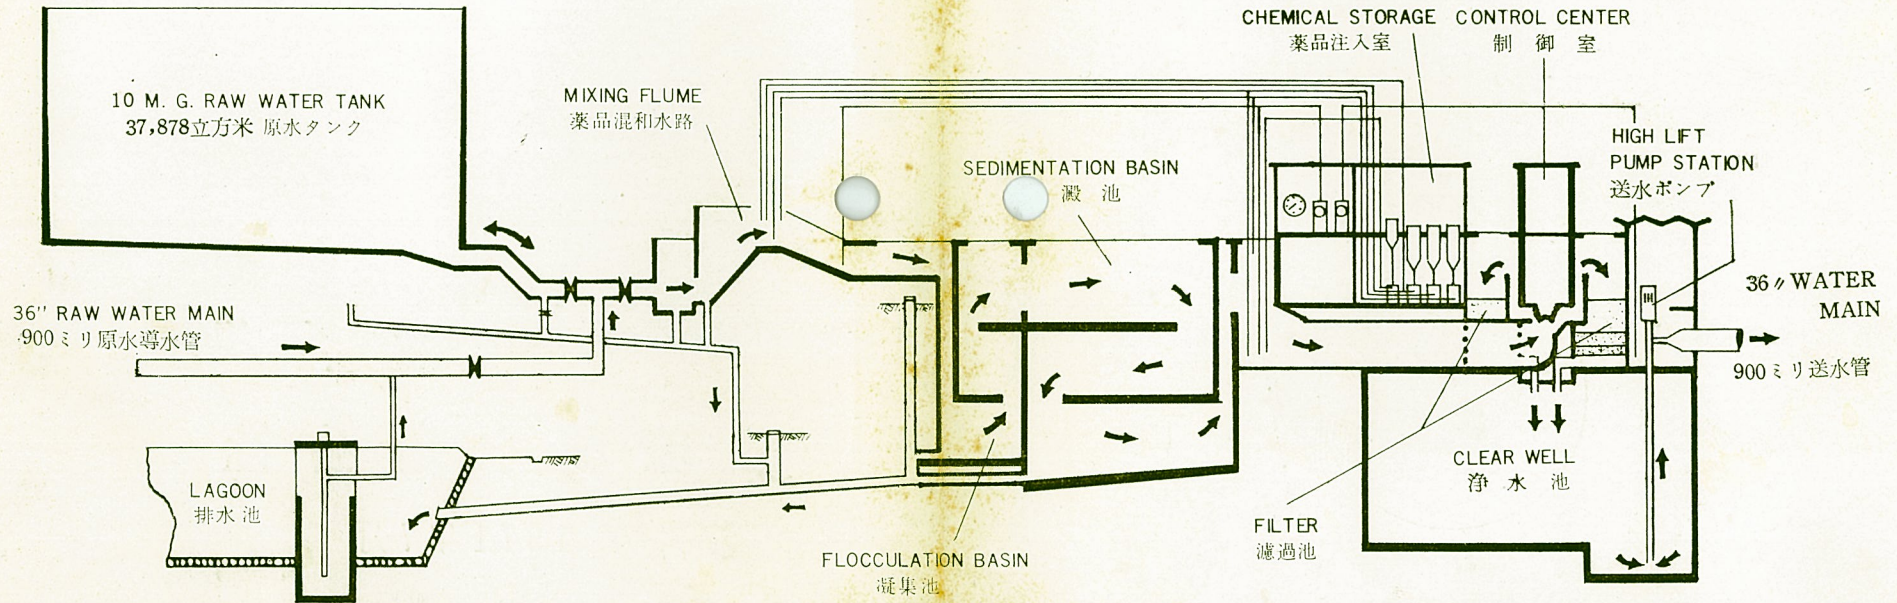 10 M. G. RAW WATER TANK
37,878立方米 原水タンク
MIXING FLUME
薬品混和水路
SEDIMENTATION BASIN
澱 池
CHEMICAL STORAGE
薬品注入室
CONTROL CENTER
制 御 室
HIGH LIFT
PUMP STATION
送水ポンプ
36" RAW WATER MAIN
900ミリ原水導水管
36〃WATER
MAIN
900ミリ送水管
LAGOON
排水池
FLOCCULATION BASIN
凝集池
FILTER
濾過池
CLEAR WELL
浄 水 池